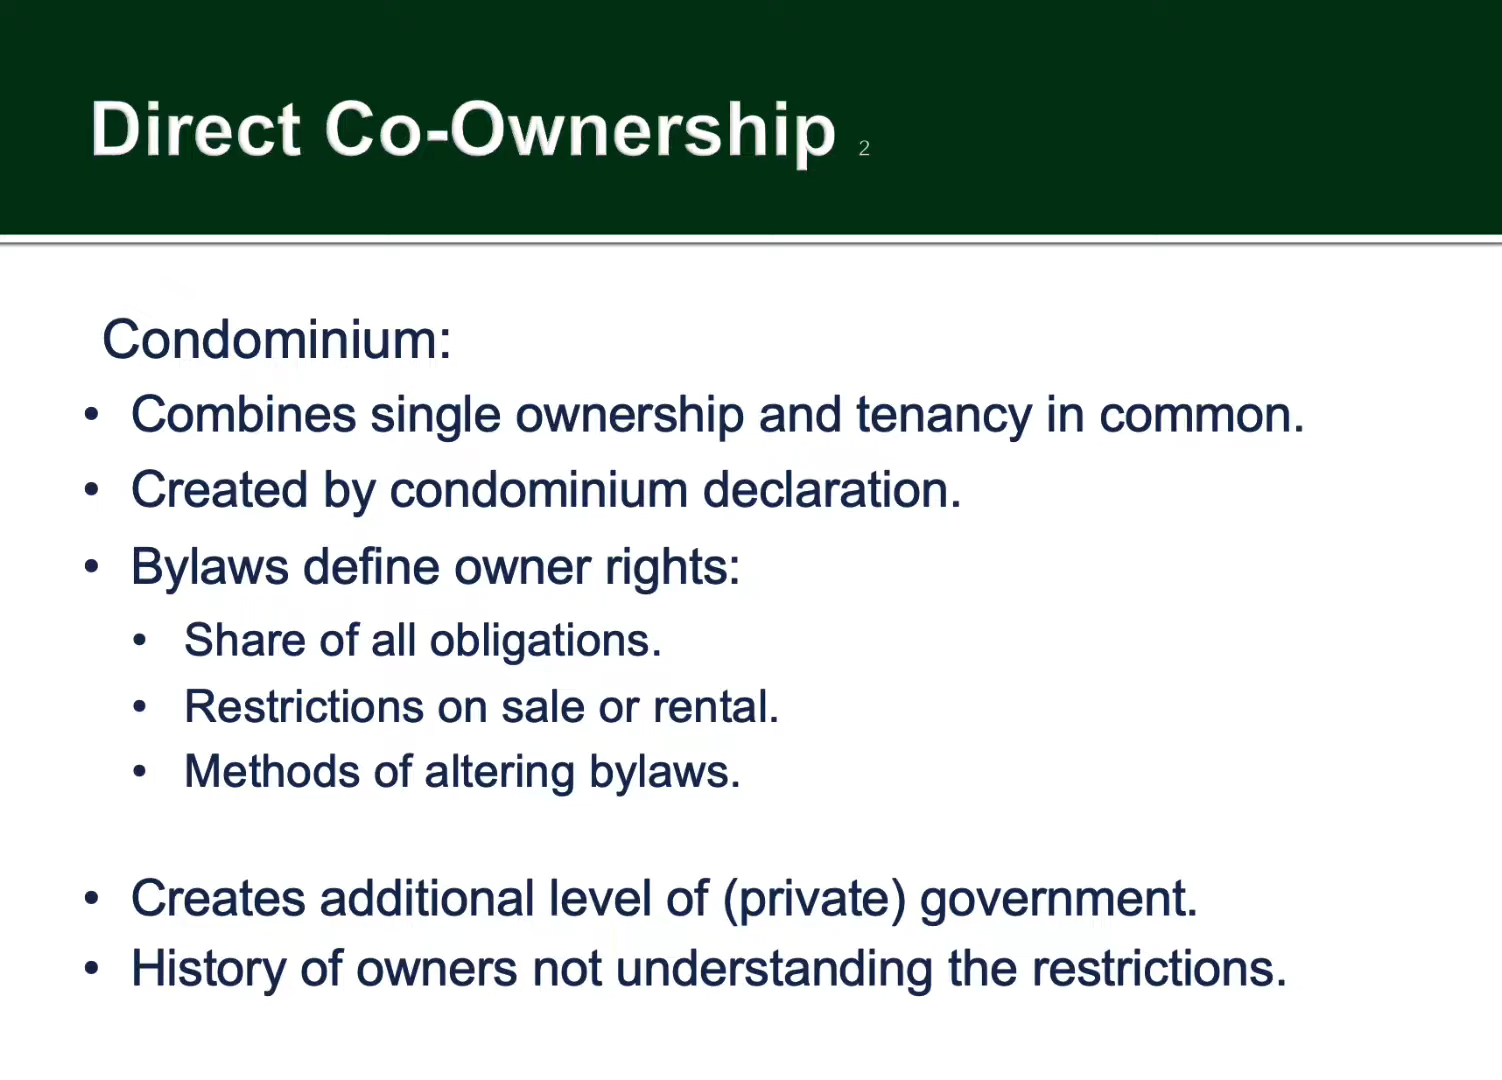 Direct Co-Ownership 2
Condominium:
• Combines single ownership and tenancy in common.
• Created by condominium declaration.
• Bylaws define owner rights:
• Share of all obligations.
• Restrictions on sale or rental.
• Methods of altering bylaws.
• Creates additional level of (private) government.
• History of owners not understanding the restrictions.